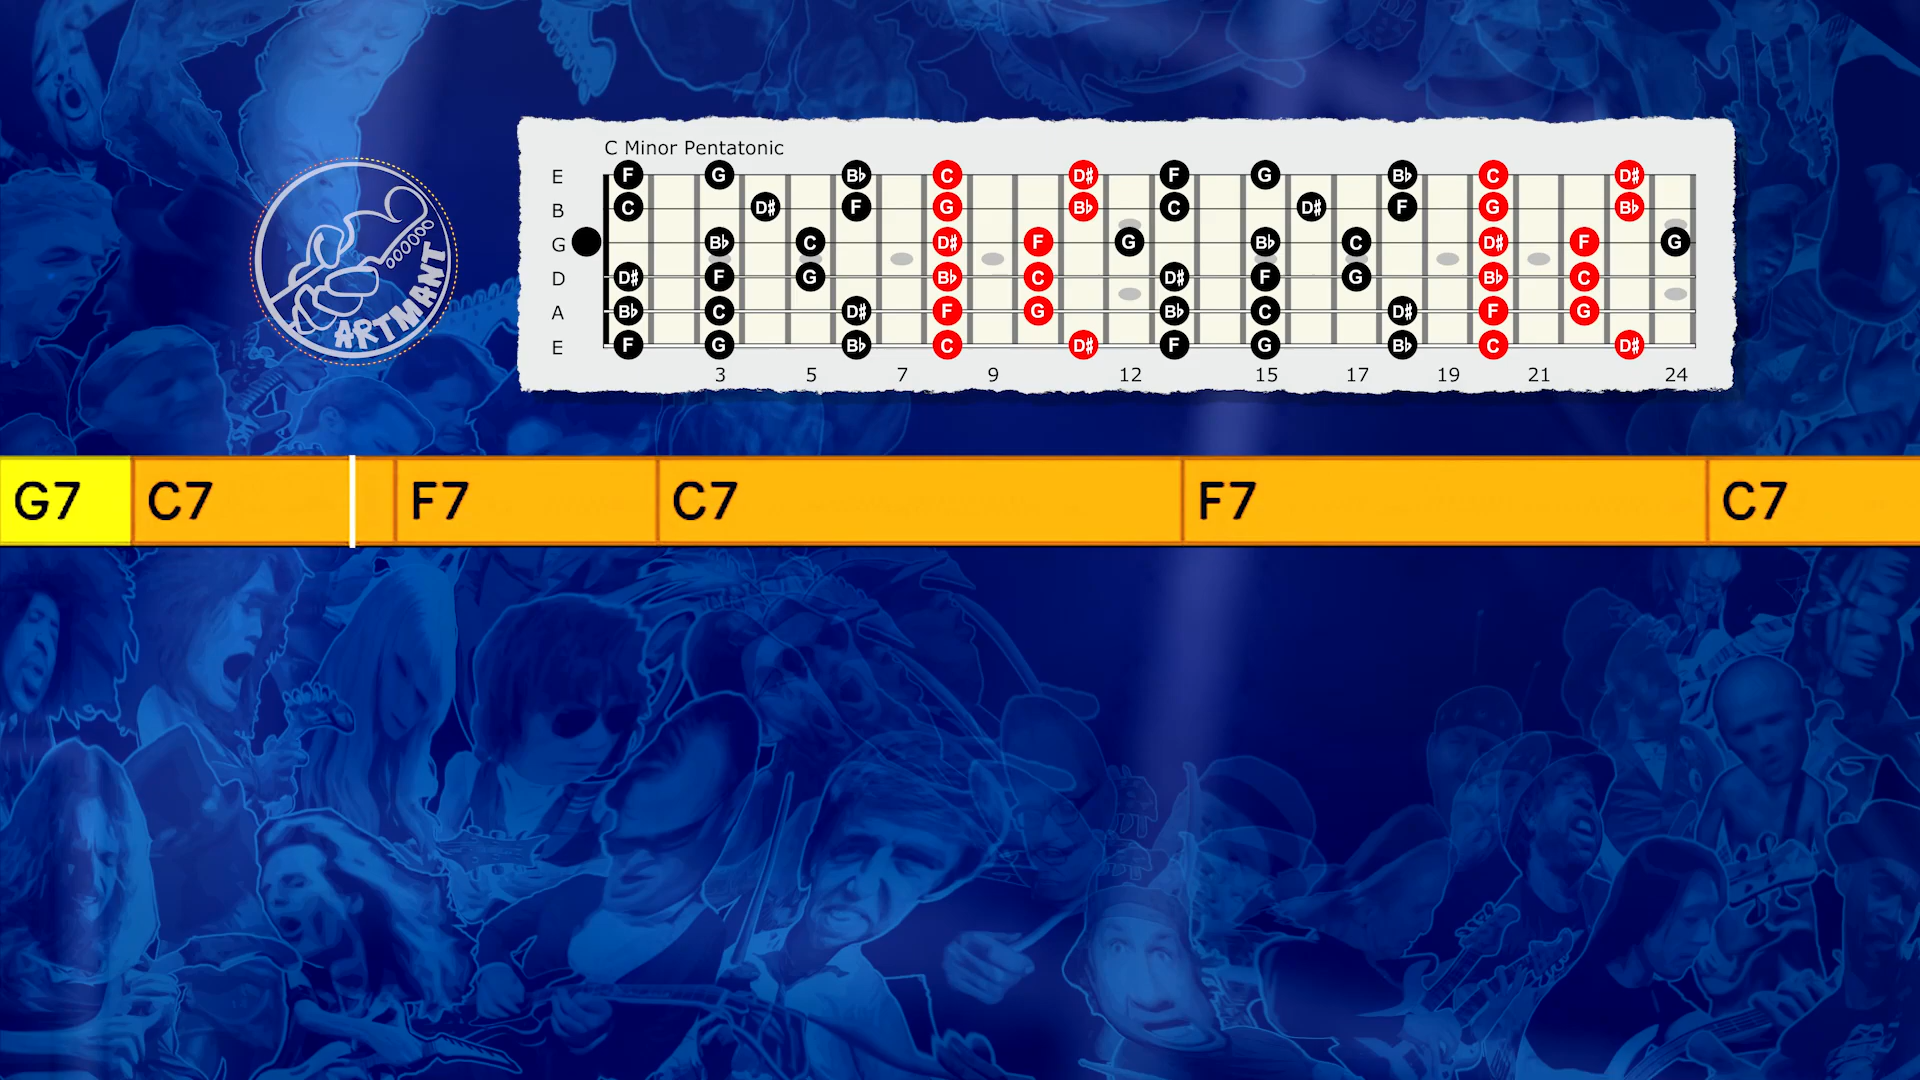 ARTMANT
C Minor Pentatonic
E F G B♭ C D# F G B♭ C D#
B C D# F G B♭ C D# F G B♭
G B♭ C D# F G B♭ C D# F G
D D# F G B♭ C D# F G B♭ C
A B♭ C D# F G B♭ C D# F G
E F G B♭ C D# F G B♭ C D#
3 5 7 9 12 15 17 19 21 24
G7 C7 F7 C7 F7 C7